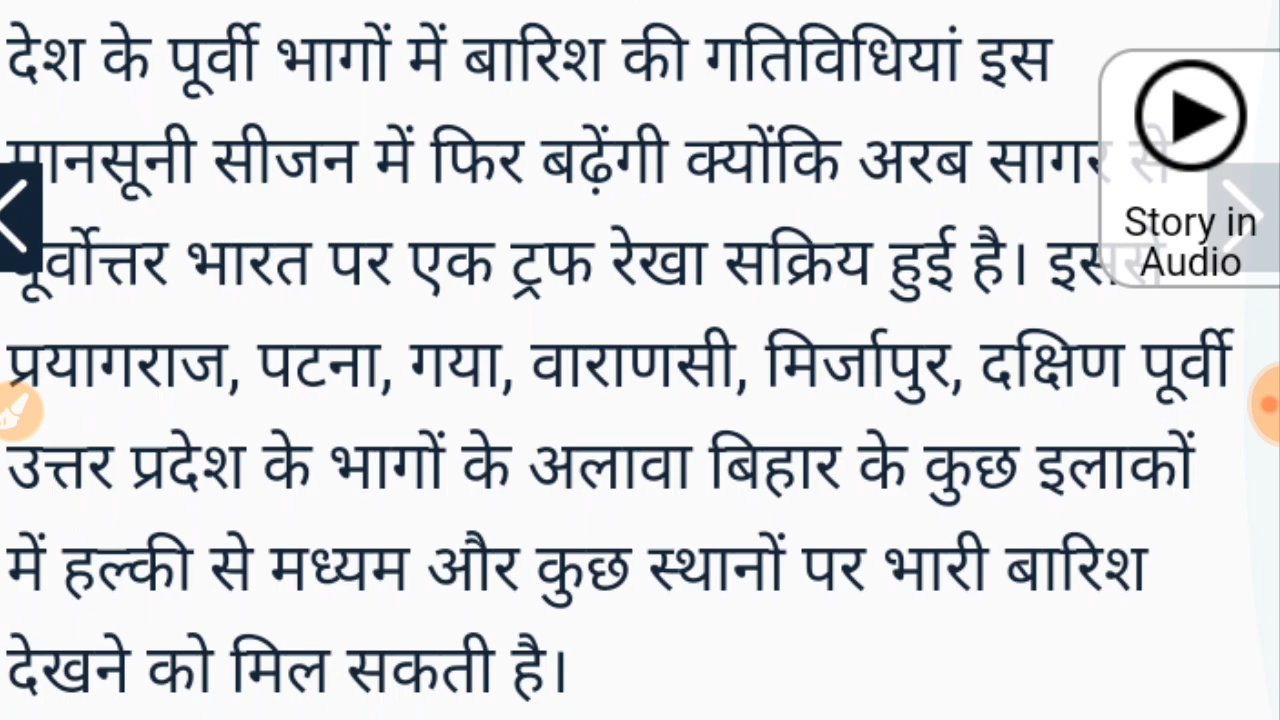 देश के पूर्वी भागों में बारिश की गतिविधियां इस
मानसूनी सीजन में फिर बढ़ेंगी क्योंकि अरब सागर से
पूर्वोत्तर भारत पर एक ट्रफ रेखा सक्रिय हुई है। इससे
प्रयागराज, पटना, गया, वाराणसी, मिर्जापुर, दक्षिण पूर्वी
उत्तर प्रदेश के भागों के अलावा बिहार के कुछ इलाकों
में हल्की से मध्यम और कुछ स्थानों पर भारी बारिश
देखने को मिल सकती है।
Story in
Audio